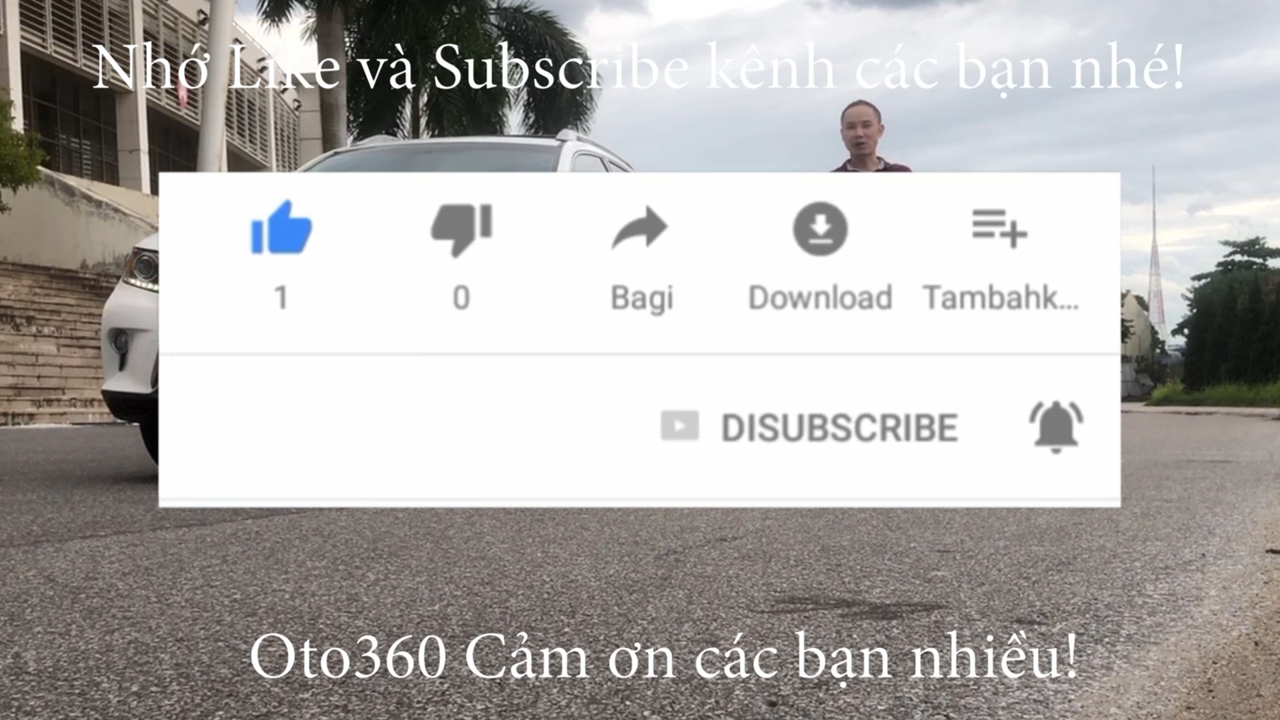 Nhớ Like và Subscribe kênh các bạn nhé!
1 0 Bagi Download Tambahk...
DISUBSCRIBE
Oto360 Cảm ơn các bạn nhiều!